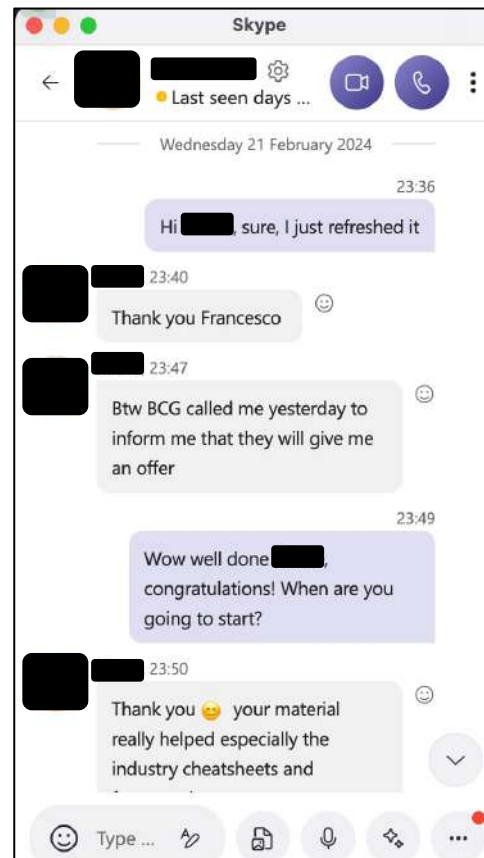 Skype
Last seen days ...
Wednesday 21 February 2024
23:36
Hi , sure, I just refreshed it
23:40
Thank you Francesco
23:47
Btw BCG called me yesterday to
inform me that they will give me
an offer
23:49
Wow well done ,
congratulations! When are you
going to start?
23:50
Thank you 😊 your material
really helped especially the
industry cheatsheets and
Type ...